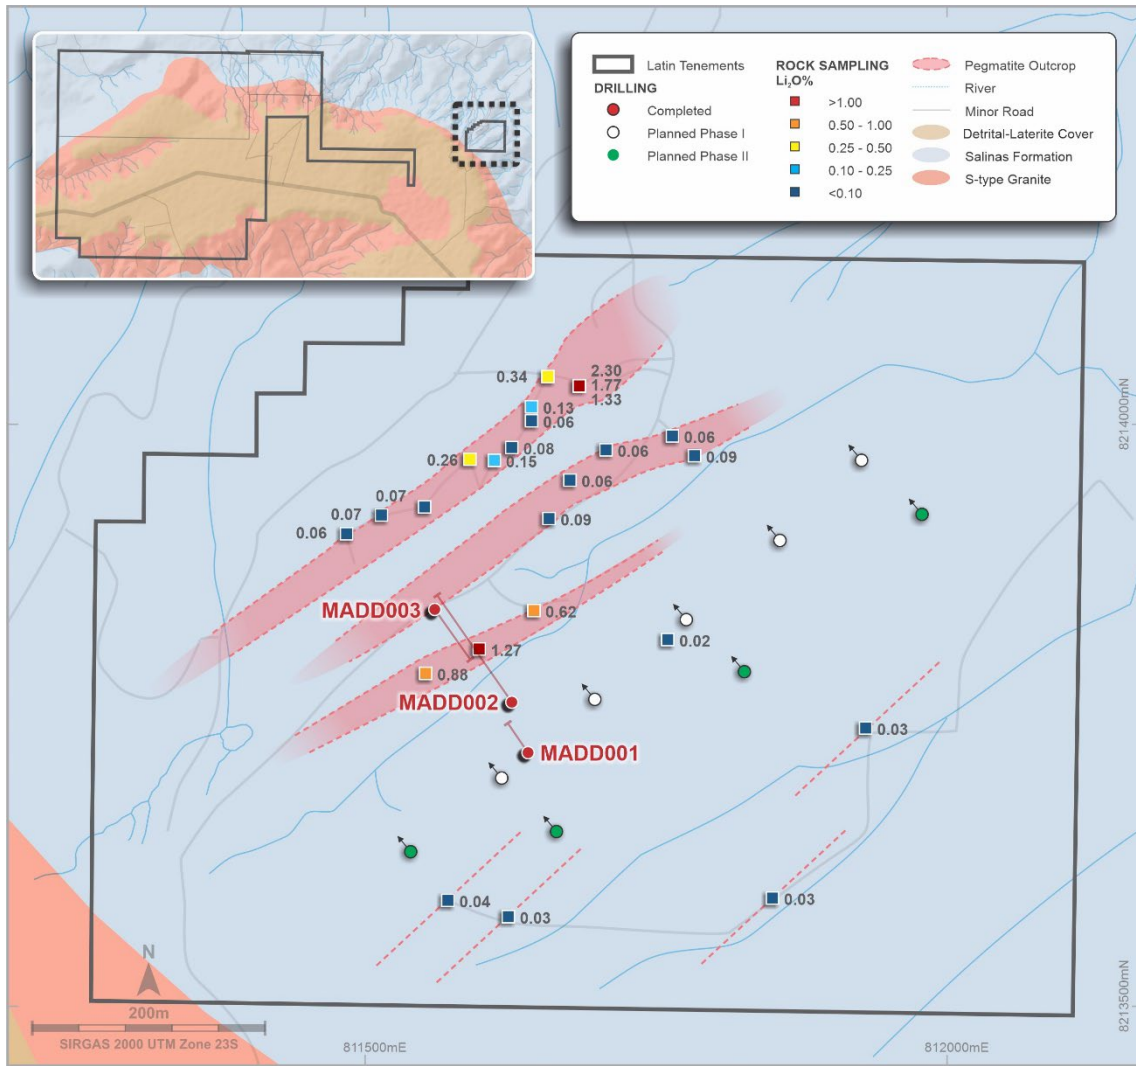 Latin Tenements
DRILLING
Completed
Planned Phase I
Planned Phase II
ROCK SAMPLING
Li₂O%
>1.00
0.50 - 1.00
0.25 - 0.50
0.10 - 0.25
<0.10
Pegmatite Outcrop
River
Minor Road
Detrital-Laterite Cover
Salinas Formation
S-type Granite
0.34
2.30
1.77
1.33
0.13
0.06
0.08
0.26
0.15
0.07
0.07
0.06
0.06
0.06
0.09
0.06
0.09
MADD003
0.62
1.27
0.88
0.02
MADD002
MADD001
0.03
0.04
0.03
0.03
N
200m
SIRGAS 2000 UTM Zone 23S
811500mE
812000mE
8214000mN
8213500mN